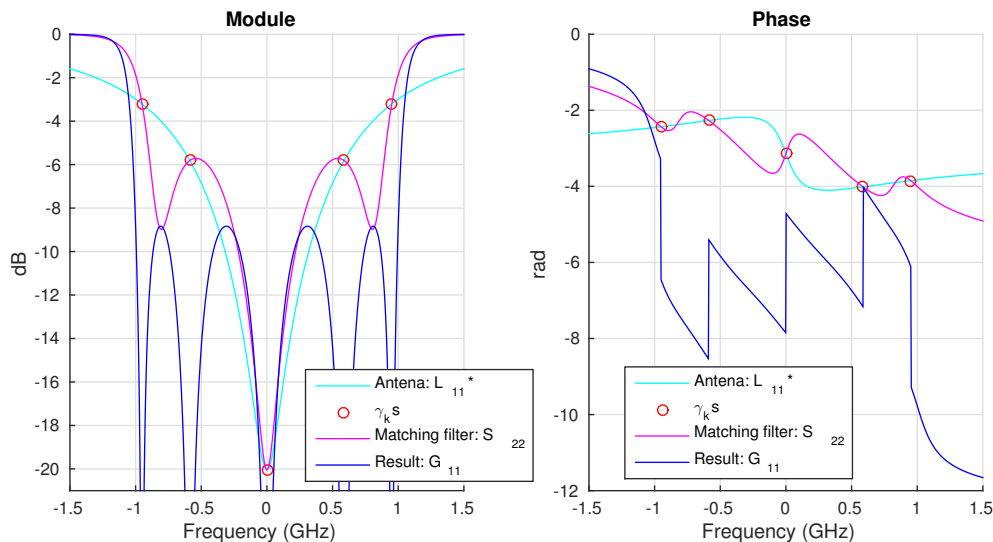 Module
0
-2
-4
-6
-8
-10
-12
-14
-16
-18
-20
dB
-1.5 -1 -0.5 0 0.5 1 1.5
Frequency (GHz)
Antena: L 11*
γk s
Matching filter: S 22
Result: G 11
Phase
0
-2
-4
-6
-8
-10
-12
rad
-1.5 -1 -0.5 0 0.5 1 1.5
Frequency (GHz)
Antena: L 11*
γk s
Matching filter: S 22
Result: G 11